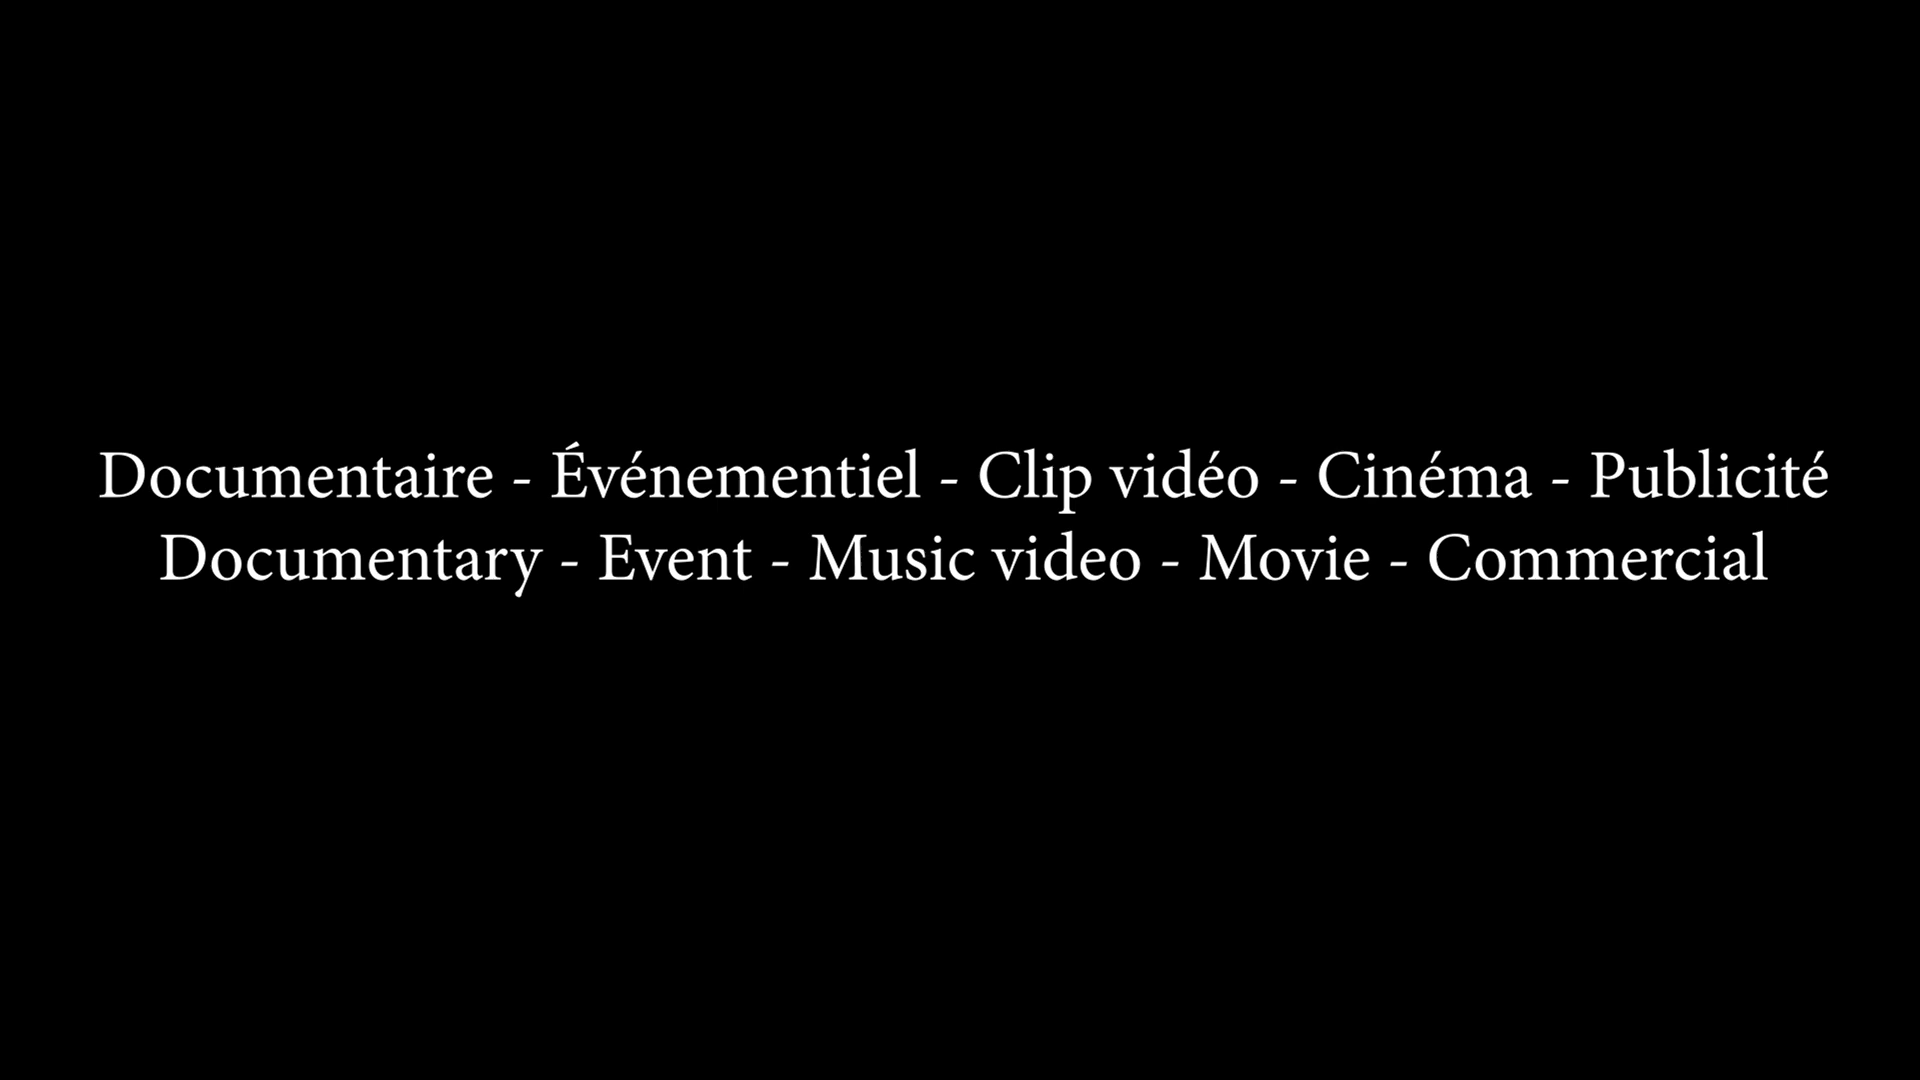 Documentaire - Événementiel - Clip vidéo - Cinéma - Publicité
Documentary - Event - Music video - Movie - Commercial